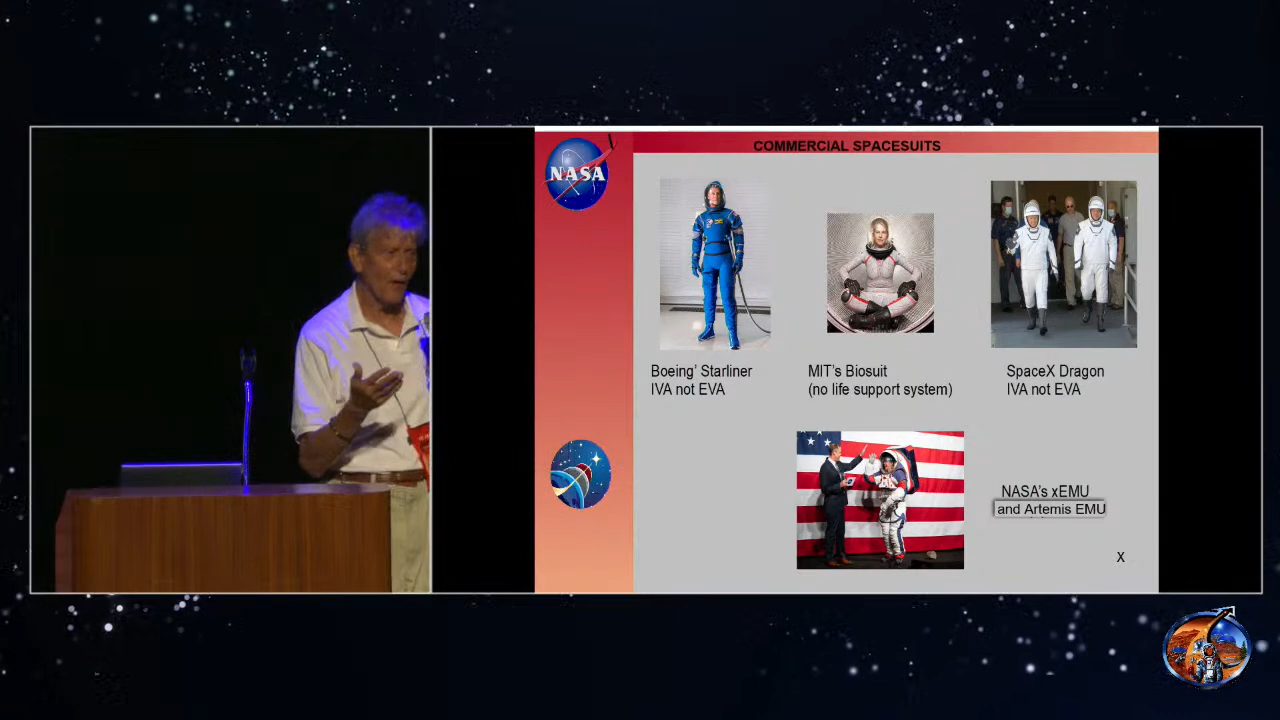 COMMERCIAL SPACESUITS
NASA
Boeing' Starliner
IVA not EVA
MIT's Biosuit
(no life support system)
SpaceX Dragon
IVA not EVA
NASA's xEMU
and Artemis EMU
X